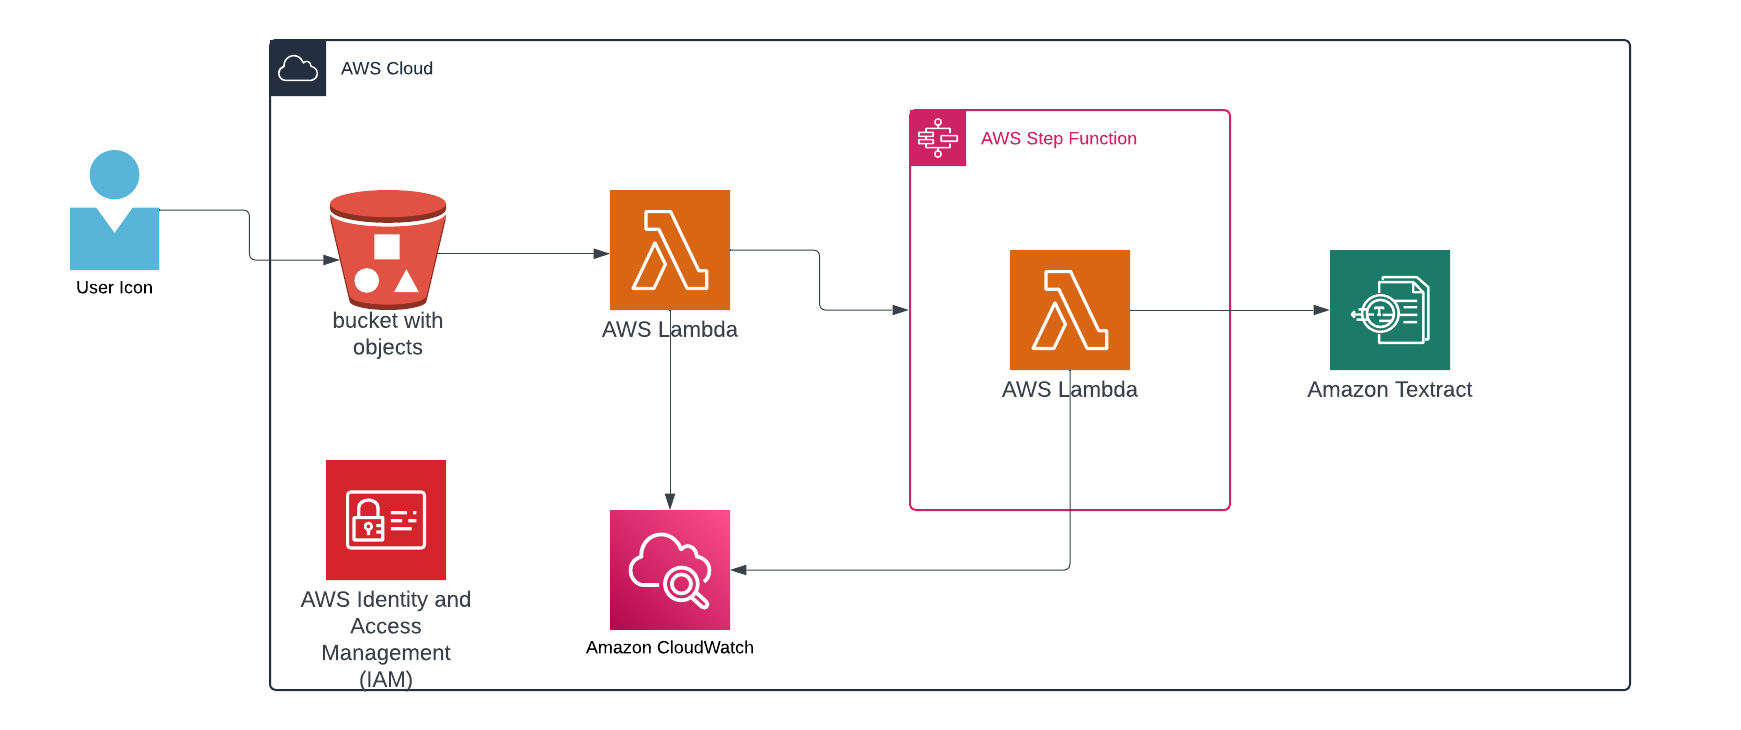 AWS Cloud
AWS Step Function
User Icon
bucket with
objects
AWS Lambda
AWS Lambda
Amazon Textract
AWS Identity and
Access
Management
(IAM)
Amazon CloudWatch